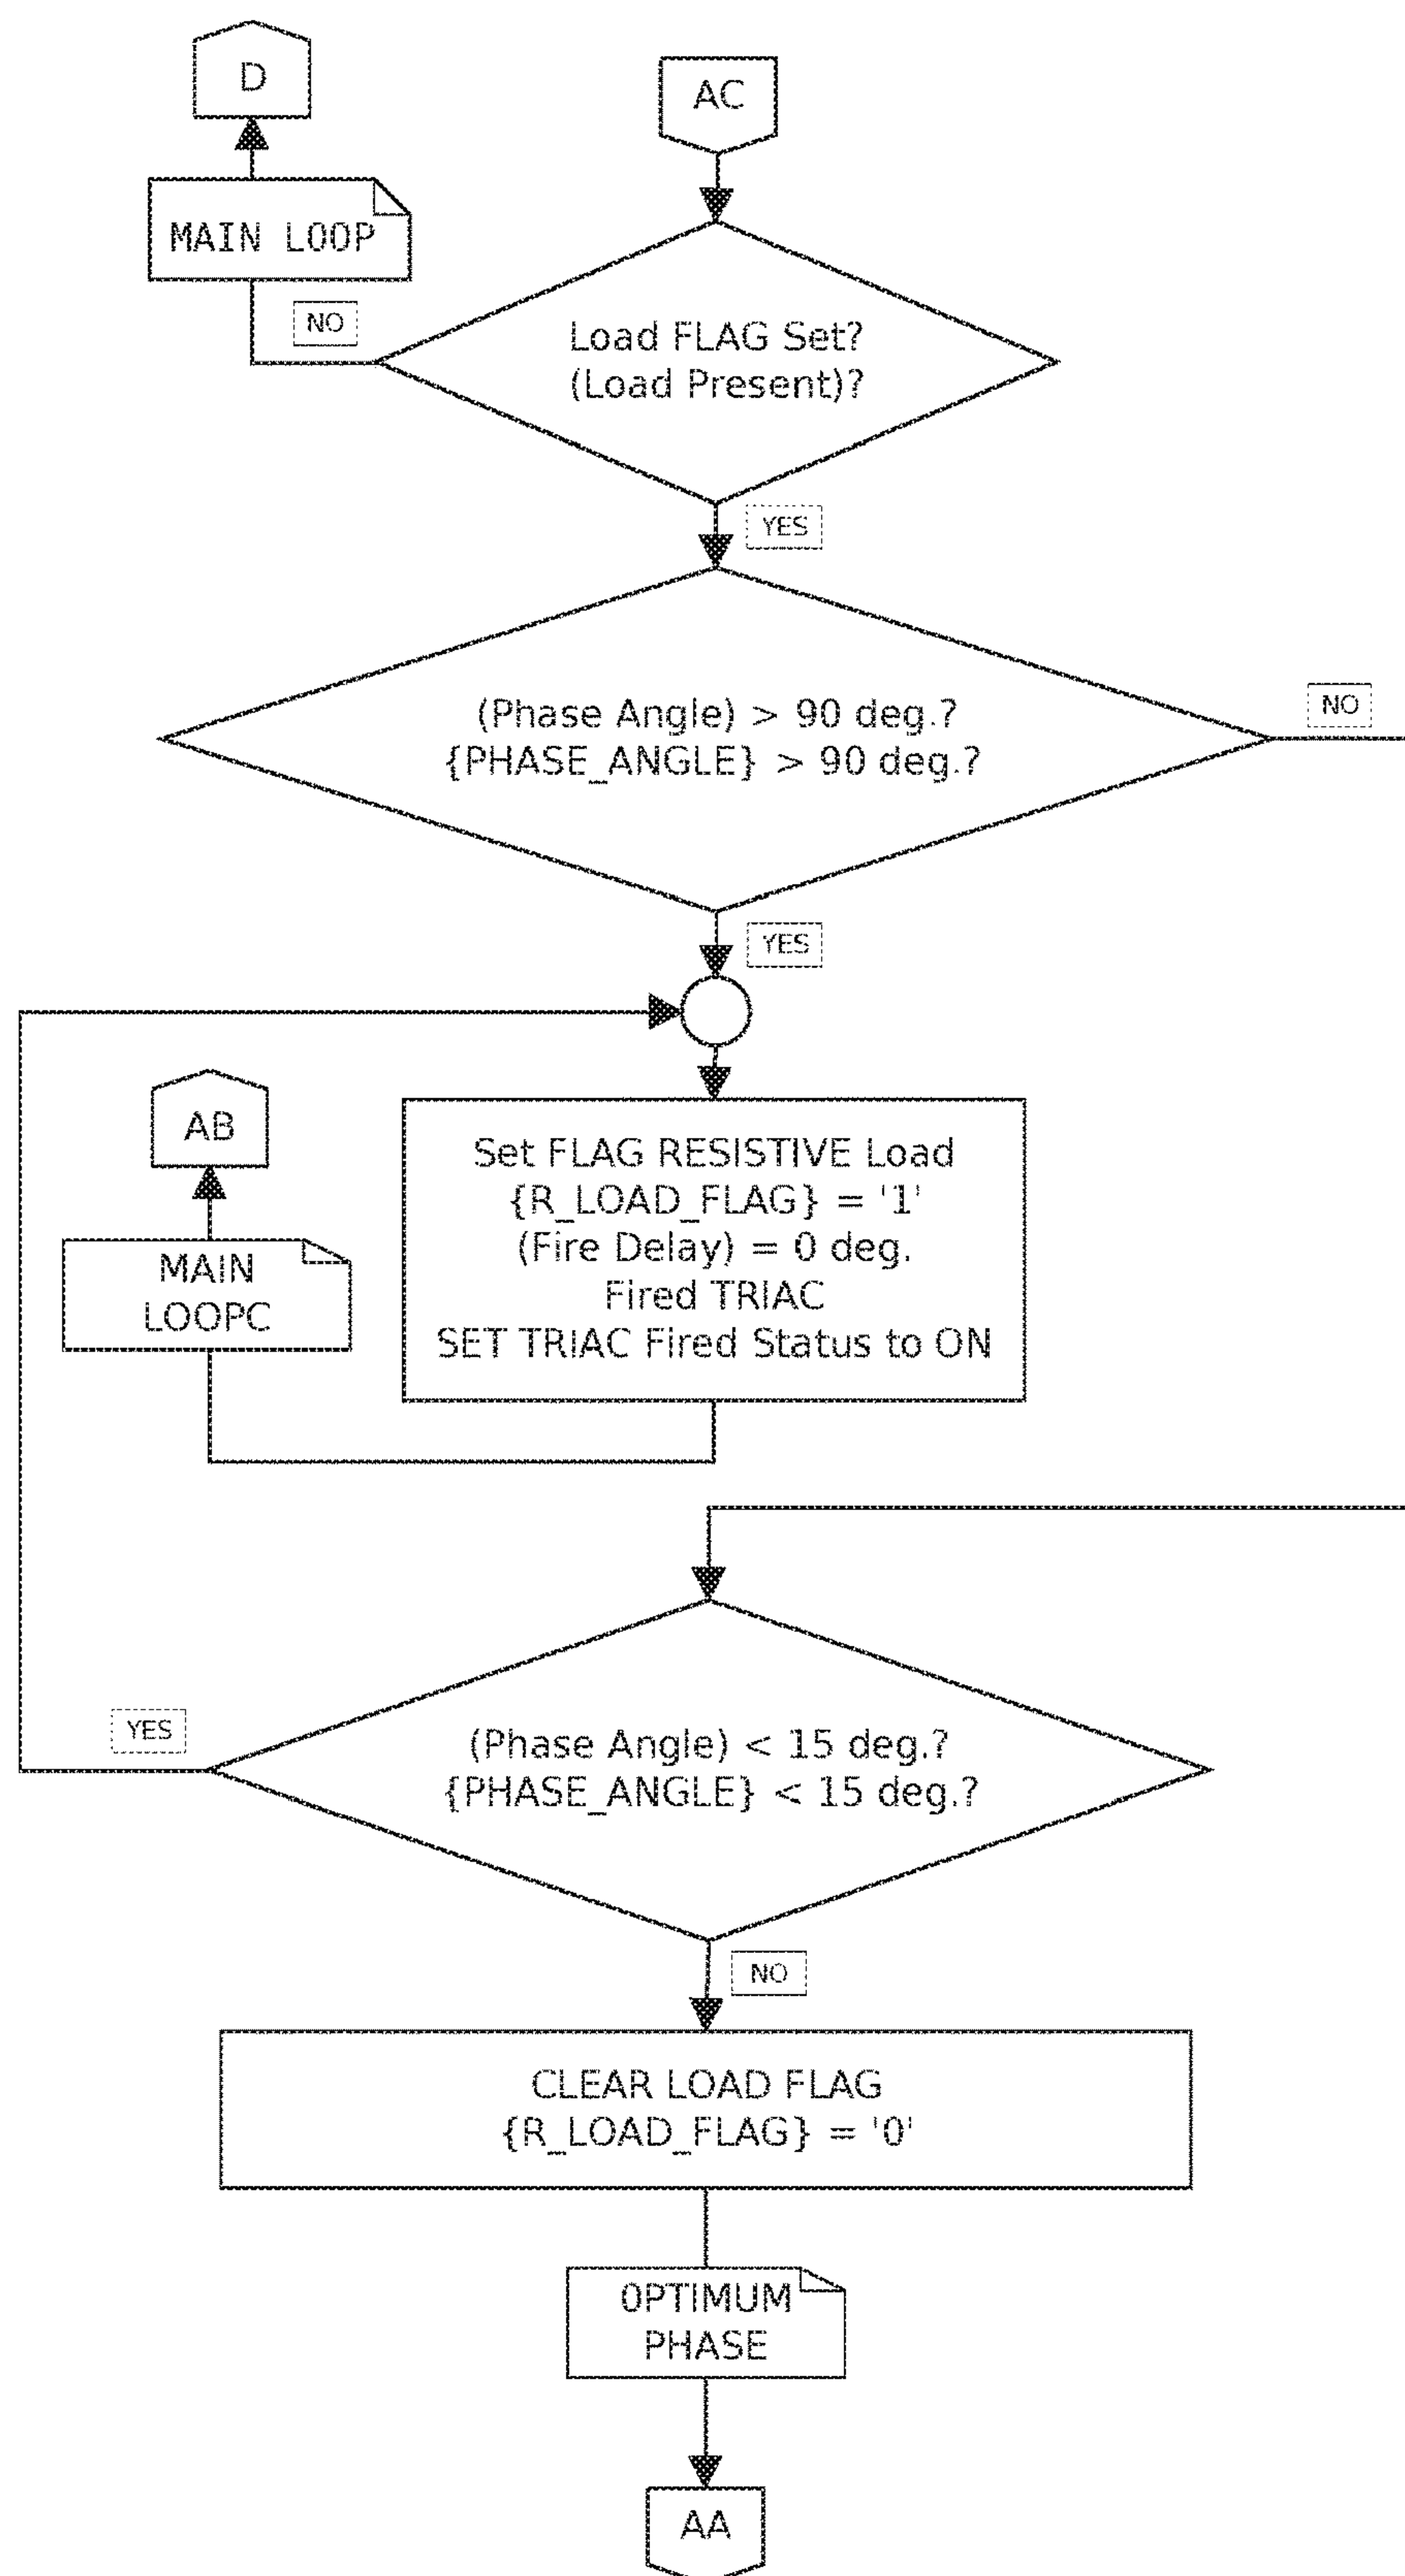 D
AC
MAIN LOOP
NO
Load FLAG Set?
(Load Present)?
YES
(Phase Angle) > 90 deg.?
{PHASE_ANGLE} > 90 deg.?
NO
YES
AB
Set FLAG RESISTIVE Load
{R_LOAD_FLAG} = '1'
(Fire Delay) = 0 deg.
Fired TRIAC
SET TRIAC Fired Status to ON
MAIN
LOOPC
(Phase Angle) < 15 deg.?
{PHASE_ANGLE} < 15 deg.?
YES
NO
CLEAR LOAD FLAG
{R_LOAD_FLAG} = '0'
0PTIMUM
PHASE
AA